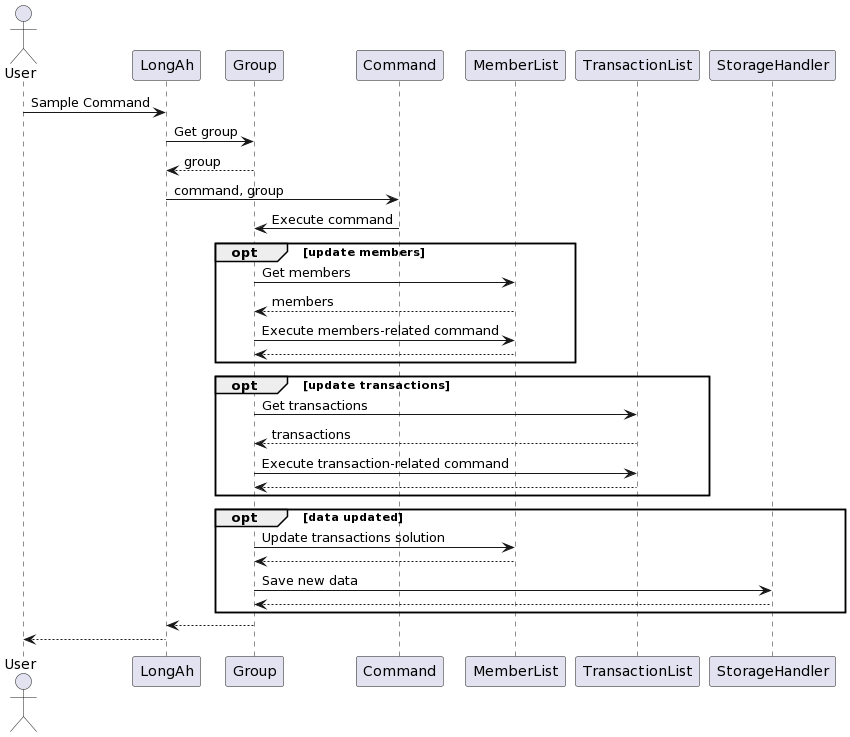 User
LongAh
Group
Command
MemberList
TransactionList
StorageHandler
Sample Command
Get group
group
command, group
Execute command
opt [update members]
Get members
members
Execute members-related command
opt [update transactions]
Get transactions
transactions
Execute transaction-related command
opt [data updated]
Update transactions solution
Save new data
User
LongAh
Group
Command
MemberList
TransactionList
StorageHandler